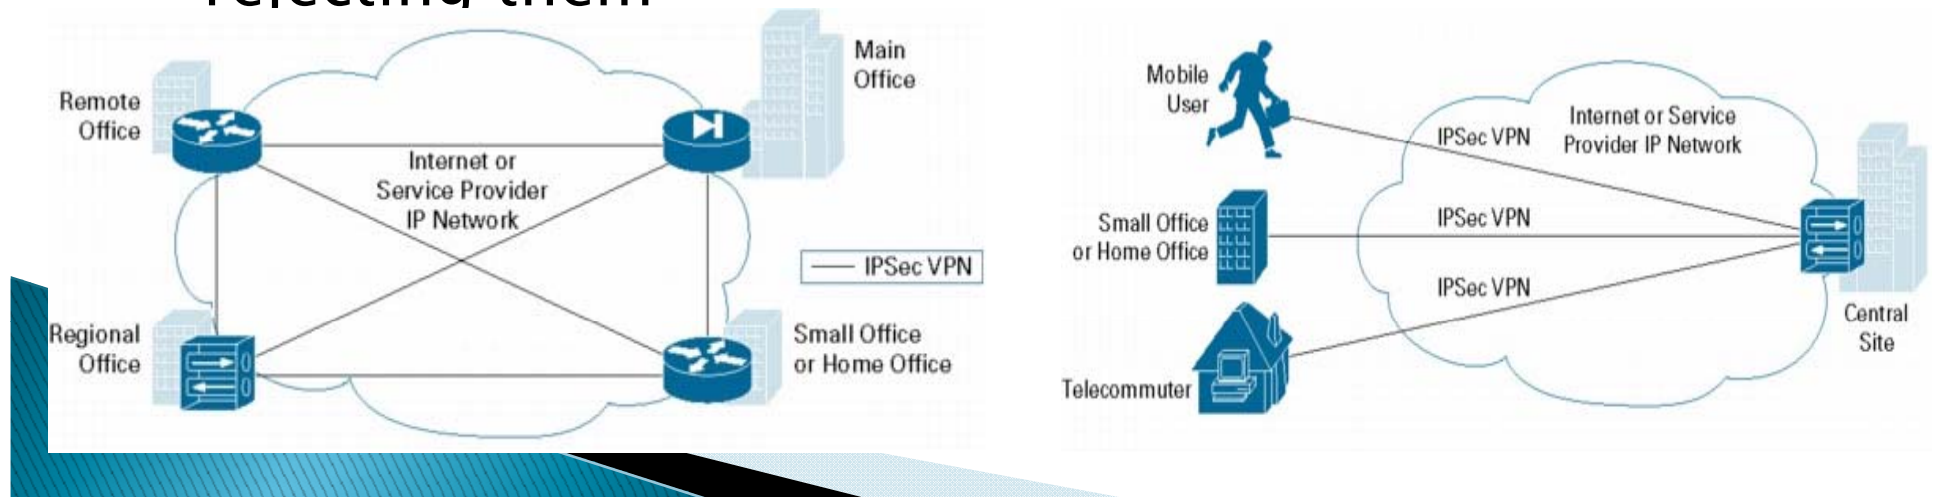 rejecting them
Main
Office
Remote
Office
Internet or
Service Provider
IP Network
IPSec VPN
Regional
Office
Small Office
or Home Office
Mobile
User
Internet or Service
Provider IP Network
IPSec VPN
Small Office
or Home Office
IPSec VPN
IPSec VPN
Telecommuter
Central
Site